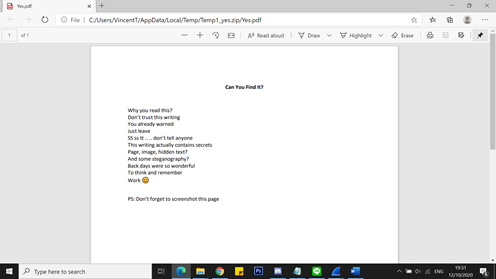 Yes.pdf
File
C:/Users/VincentT/AppData/Local/Temp/Temp1_yes.zip/Yes.pdf
1 of 1
Read aloud
Draw
Highlight
Erase
Can You Find It?
Why you read this?
Don't trust this writing
You already warned
Just leave
SS ss tt .. .. don't tell anyone
This writing actually contains secrets
Page, image, hidden text?
And some steganography?
Back days were so wonderful
To think and remember
Work
PS: Don't forget to screenshot this page
Type here to search
ENG
19:31
12/10/2020